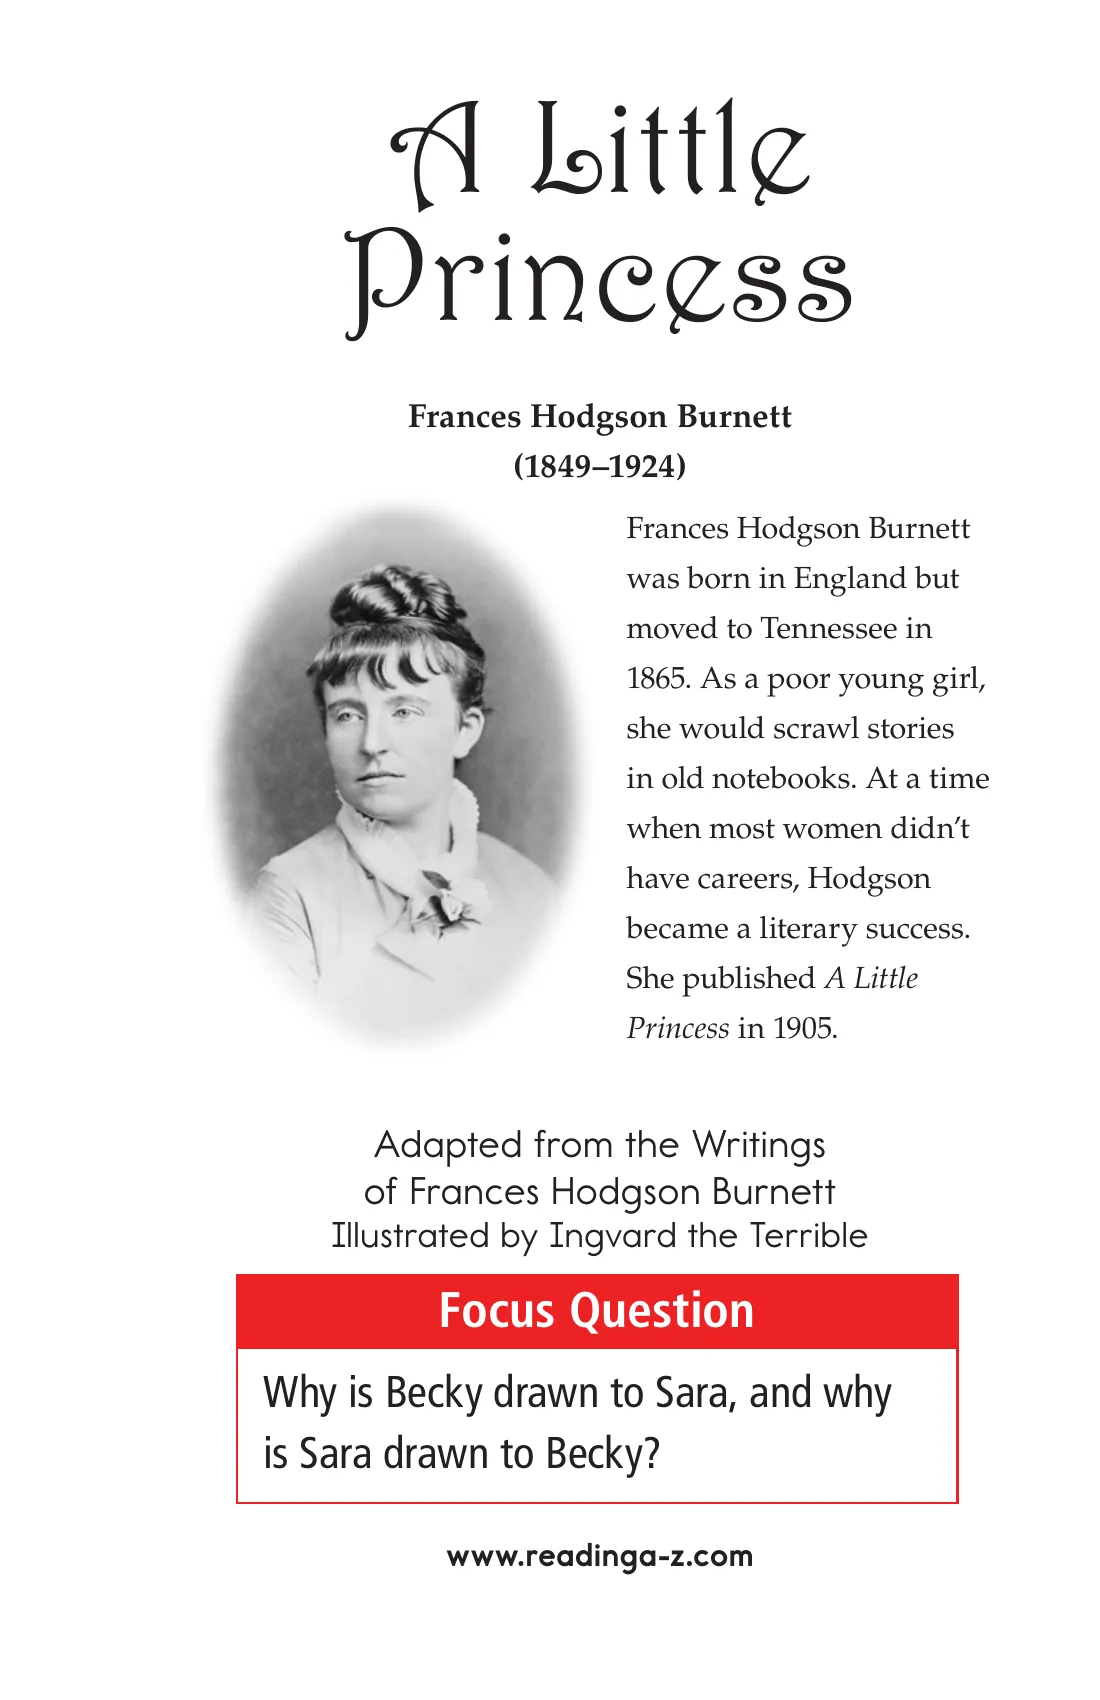 A Little
Princess
Frances Hodgson Burnett
(1849–1924)
Frances Hodgson Burnett
was born in England but
moved to Tennessee in
1865. As a poor young girl,
she would scrawl stories
in old notebooks. At a time
when most women didn’t
have careers, Hodgson
became a literary success.
She published A Little
Princess in 1905.
Adapted from the Writings
of Frances Hodgson Burnett
Illustrated by Ingvard the Terrible
Focus Question
Why is Becky drawn to Sara, and why
is Sara drawn to Becky?
www.readinga-z.com